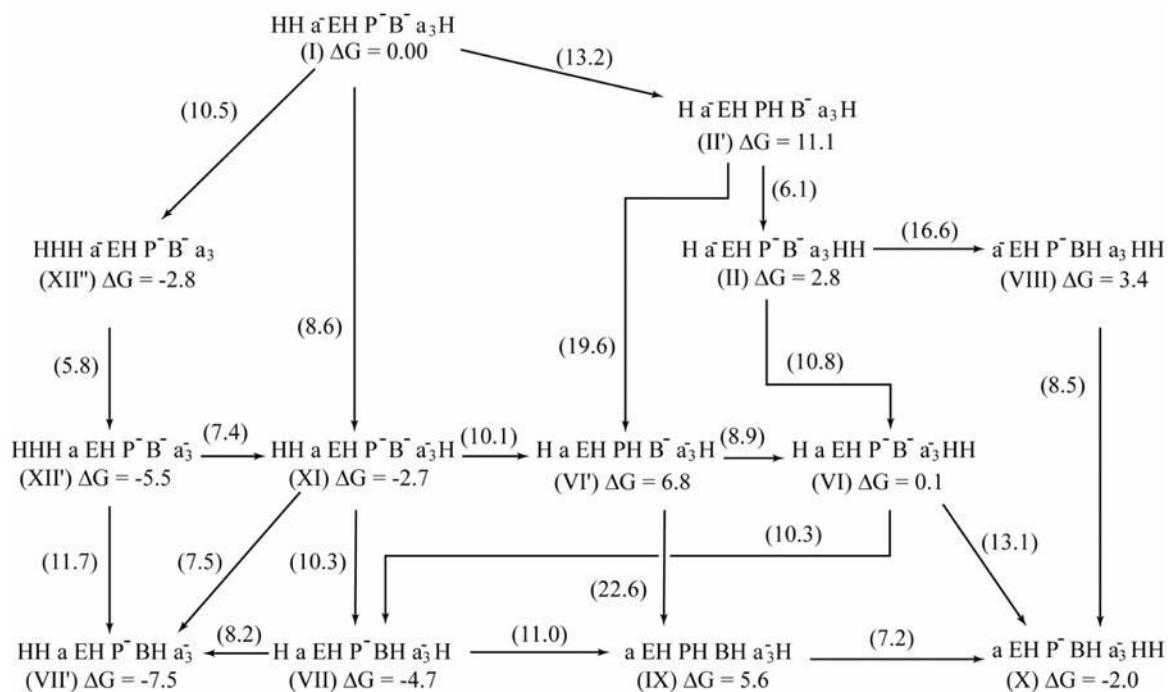 HH a⁻EH P⁻B⁻ a₃H
(I) ΔG = 0.00
(13.2)
(10.5)
H a⁻EH PH B⁻ a₃H
(II') ΔG = 11.1
(6.1)
HHH a⁻EH P⁻B⁻ a₃
(XII") ΔG = -2.8
H a⁻EH P⁻B⁻ a₃HH
(II) ΔG = 2.8
(16.6)
a⁻EH P⁻BH a₃HH
(VIII) ΔG = 3.4
(8.6)
(19.6)
(5.8)
(10.8)
(8.5)
HHH a EH P⁻B⁻ a₃⁻
(XII') ΔG = -5.5
(7.4)
HH a EH P⁻B⁻ a₃⁻H
(XI) ΔG = -2.7
(10.1)
H a EH PH B⁻ a₃⁻H
(VI') ΔG = 6.8
(8.9)
H a EH P⁻B⁻ a₃⁻HH
(VI) ΔG = 0.1
(11.7)
(7.5)
(10.3)
(10.3)
(13.1)
(22.6)
HH a EH P⁻BH a₃⁻
(VII') ΔG = -7.5
(8.2)
H a EH P⁻BH a₃⁻H
(VII) ΔG = -4.7
(11.0)
a EH PH BH a₃⁻H
(IX) ΔG = 5.6
(7.2)
a EH P⁻BH a₃⁻HH
(X) ΔG = -2.0